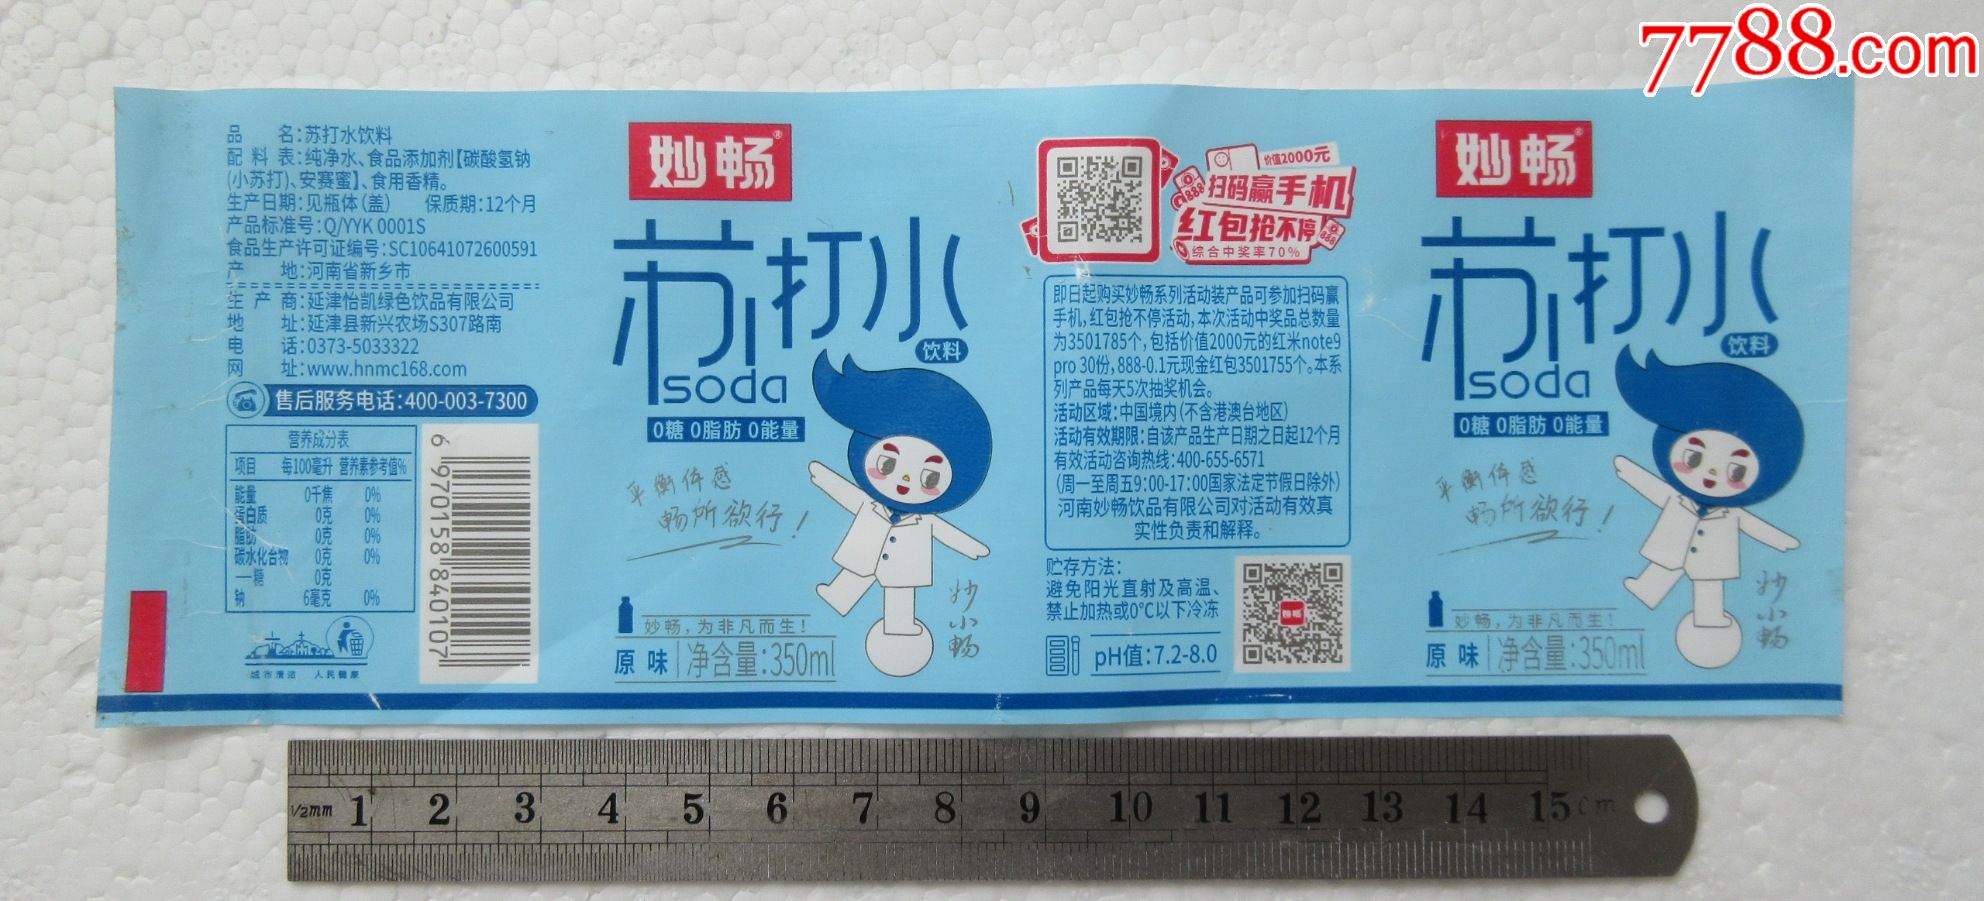 7788.com
品 名:苏打水饮料
配 料 表:纯净水、食品添加剂【碳酸氢钠
(小苏打)、安赛蜜】、食用香精。
生产日期:见瓶体(盖) 保质期:12个月
产品标准号:Q/YYK 0001S
食品生产许可证编号:SC10641072600591
产 地:河南省新乡市
生 产 商:延津怡凯绿色饮品有限公司
地 址:延津县新兴农场S307路南
电 话:0373-5033322
网 址:www.hnmc168.com
售后服务电话:400-003-7300
营养成分表
项目 每100毫升 营养素参考值%
能量 0千焦 0%
蛋白质 0克 0%
脂肪 0克 0%
碳水化合物 0克 0%
一糖 0克
钠 6毫克 0%
城市清洁 人民健康
6 970158 840107
妙畅®
苏打水
饮料
soda
0糖 0脂肪 0能量
平衡体感
畅所欲行!
妙小畅
妙畅,为非凡而生!
原味 净含量:350ml
价值2000元
扫码赢手机
红包抢不停
888
888
综合中奖率70%
即日起购买妙畅系列活动装产品可参加扫码赢
手机,红包抢不停活动,本次活动中奖品总数量
为3501785个,包括价值2000元的红米note9
pro 30份,888-0.1元现金红包3501755个。本系
列产品每天5次抽奖机会。
活动区域:中国境内(不含港澳台地区)
活动有效期限:自该产品生产日期之日起12个月
有效活动咨询热线:400-655-6571
(周一至周五9:00-17:00国家法定节假日除外)
河南妙畅饮品有限公司对活动有效真
实性负责和解释。
贮存方法:
避免阳光直射及高温、
禁止加热或0°C以下冷冻
pH值:7.2-8.0
妙畅
妙畅®
苏打水
饮料
soda
0糖 0脂肪 0能量
平衡体感
畅所欲行!
妙小畅
妙畅,为非凡而生!
原味 净含量:350ml
1/2mm 1 2 3 4 5 6 7 8 9 10 11 12 13 14 15 cm